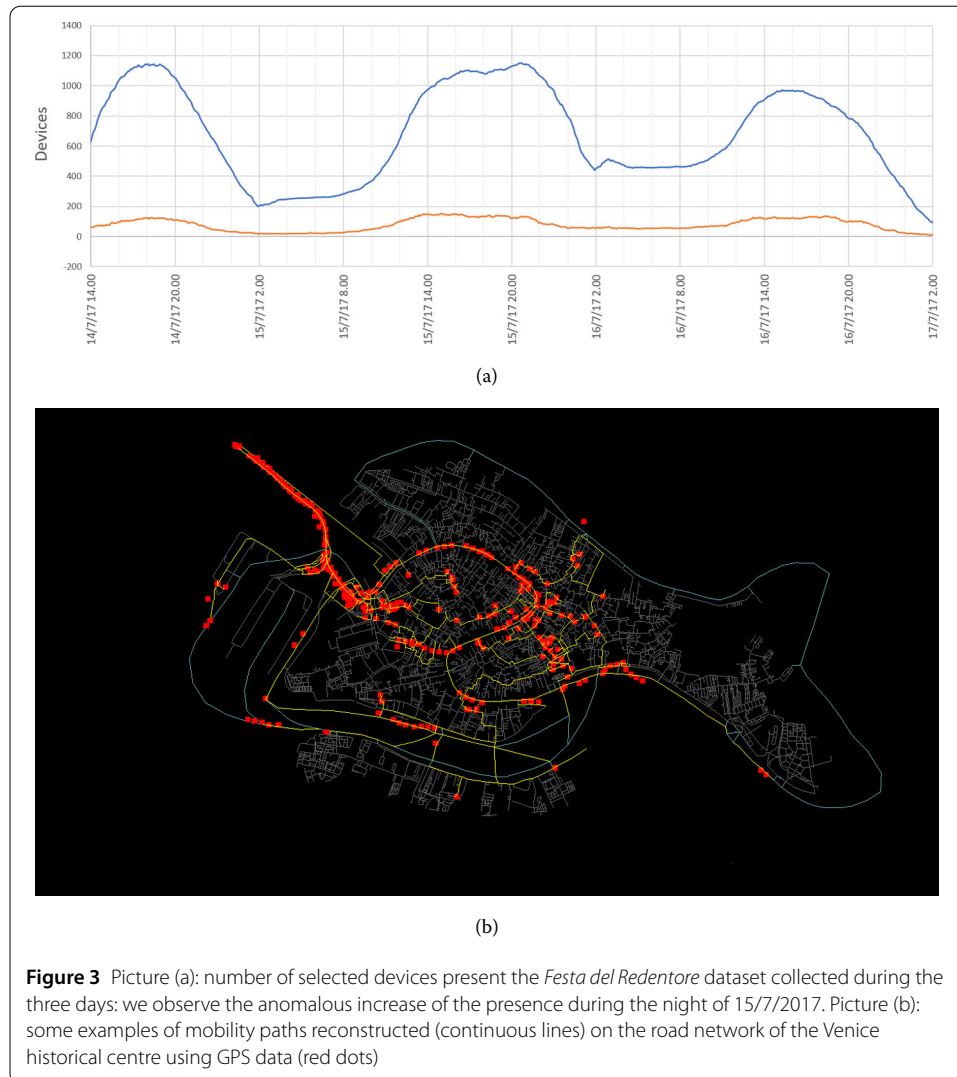 1400
1200
1000
800
600
400
200
0
-200
Devices
14/7/17 14.00
14/7/17 20.00
15/7/17 2.00
15/7/17 8.00
15/7/17 14.00
15/7/17 20.00
16/7/17 2.00
16/7/17 8.00
16/7/17 14.00
16/7/17 20.00
17/7/17 2.00
(a)
(b)
Figure 3 Picture (a): number of selected devices present the Festa del Redentore dataset collected during the
three days: we observe the anomalous increase of the presence during the night of 15/7/2017. Picture (b):
some examples of mobility paths reconstructed (continuous lines) on the road network of the Venice
historical centre using GPS data (red dots)